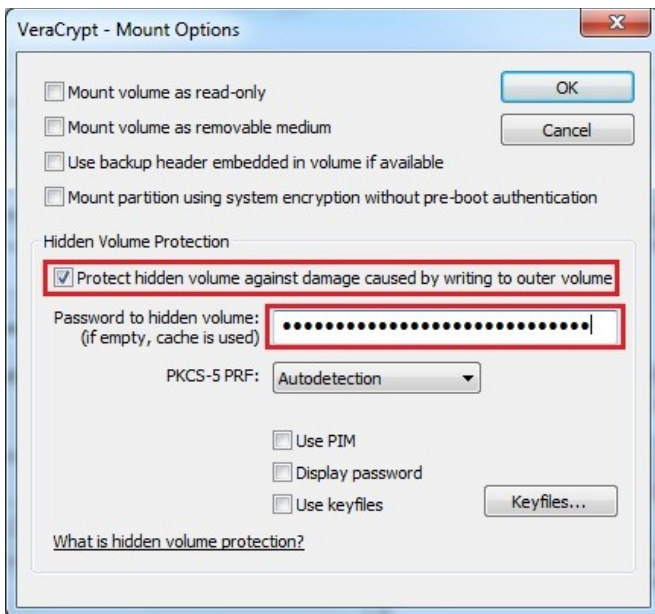 VeraCrypt - Mount Options
Mount volume as read-only
OK
Mount volume as removable medium
Cancel
Use backup header embedded in volume if available
Mount partition using system encryption without pre-boot authentication
Hidden Volume Protection
Protect hidden volume against damage caused by writing to outer volume
Password to hidden volume:
(if empty, cache is used)
PKCS-5 PRF:
Autodetection
Use PIM
Display password
Use keyfiles
Keyfiles...
What is hidden volume protection?